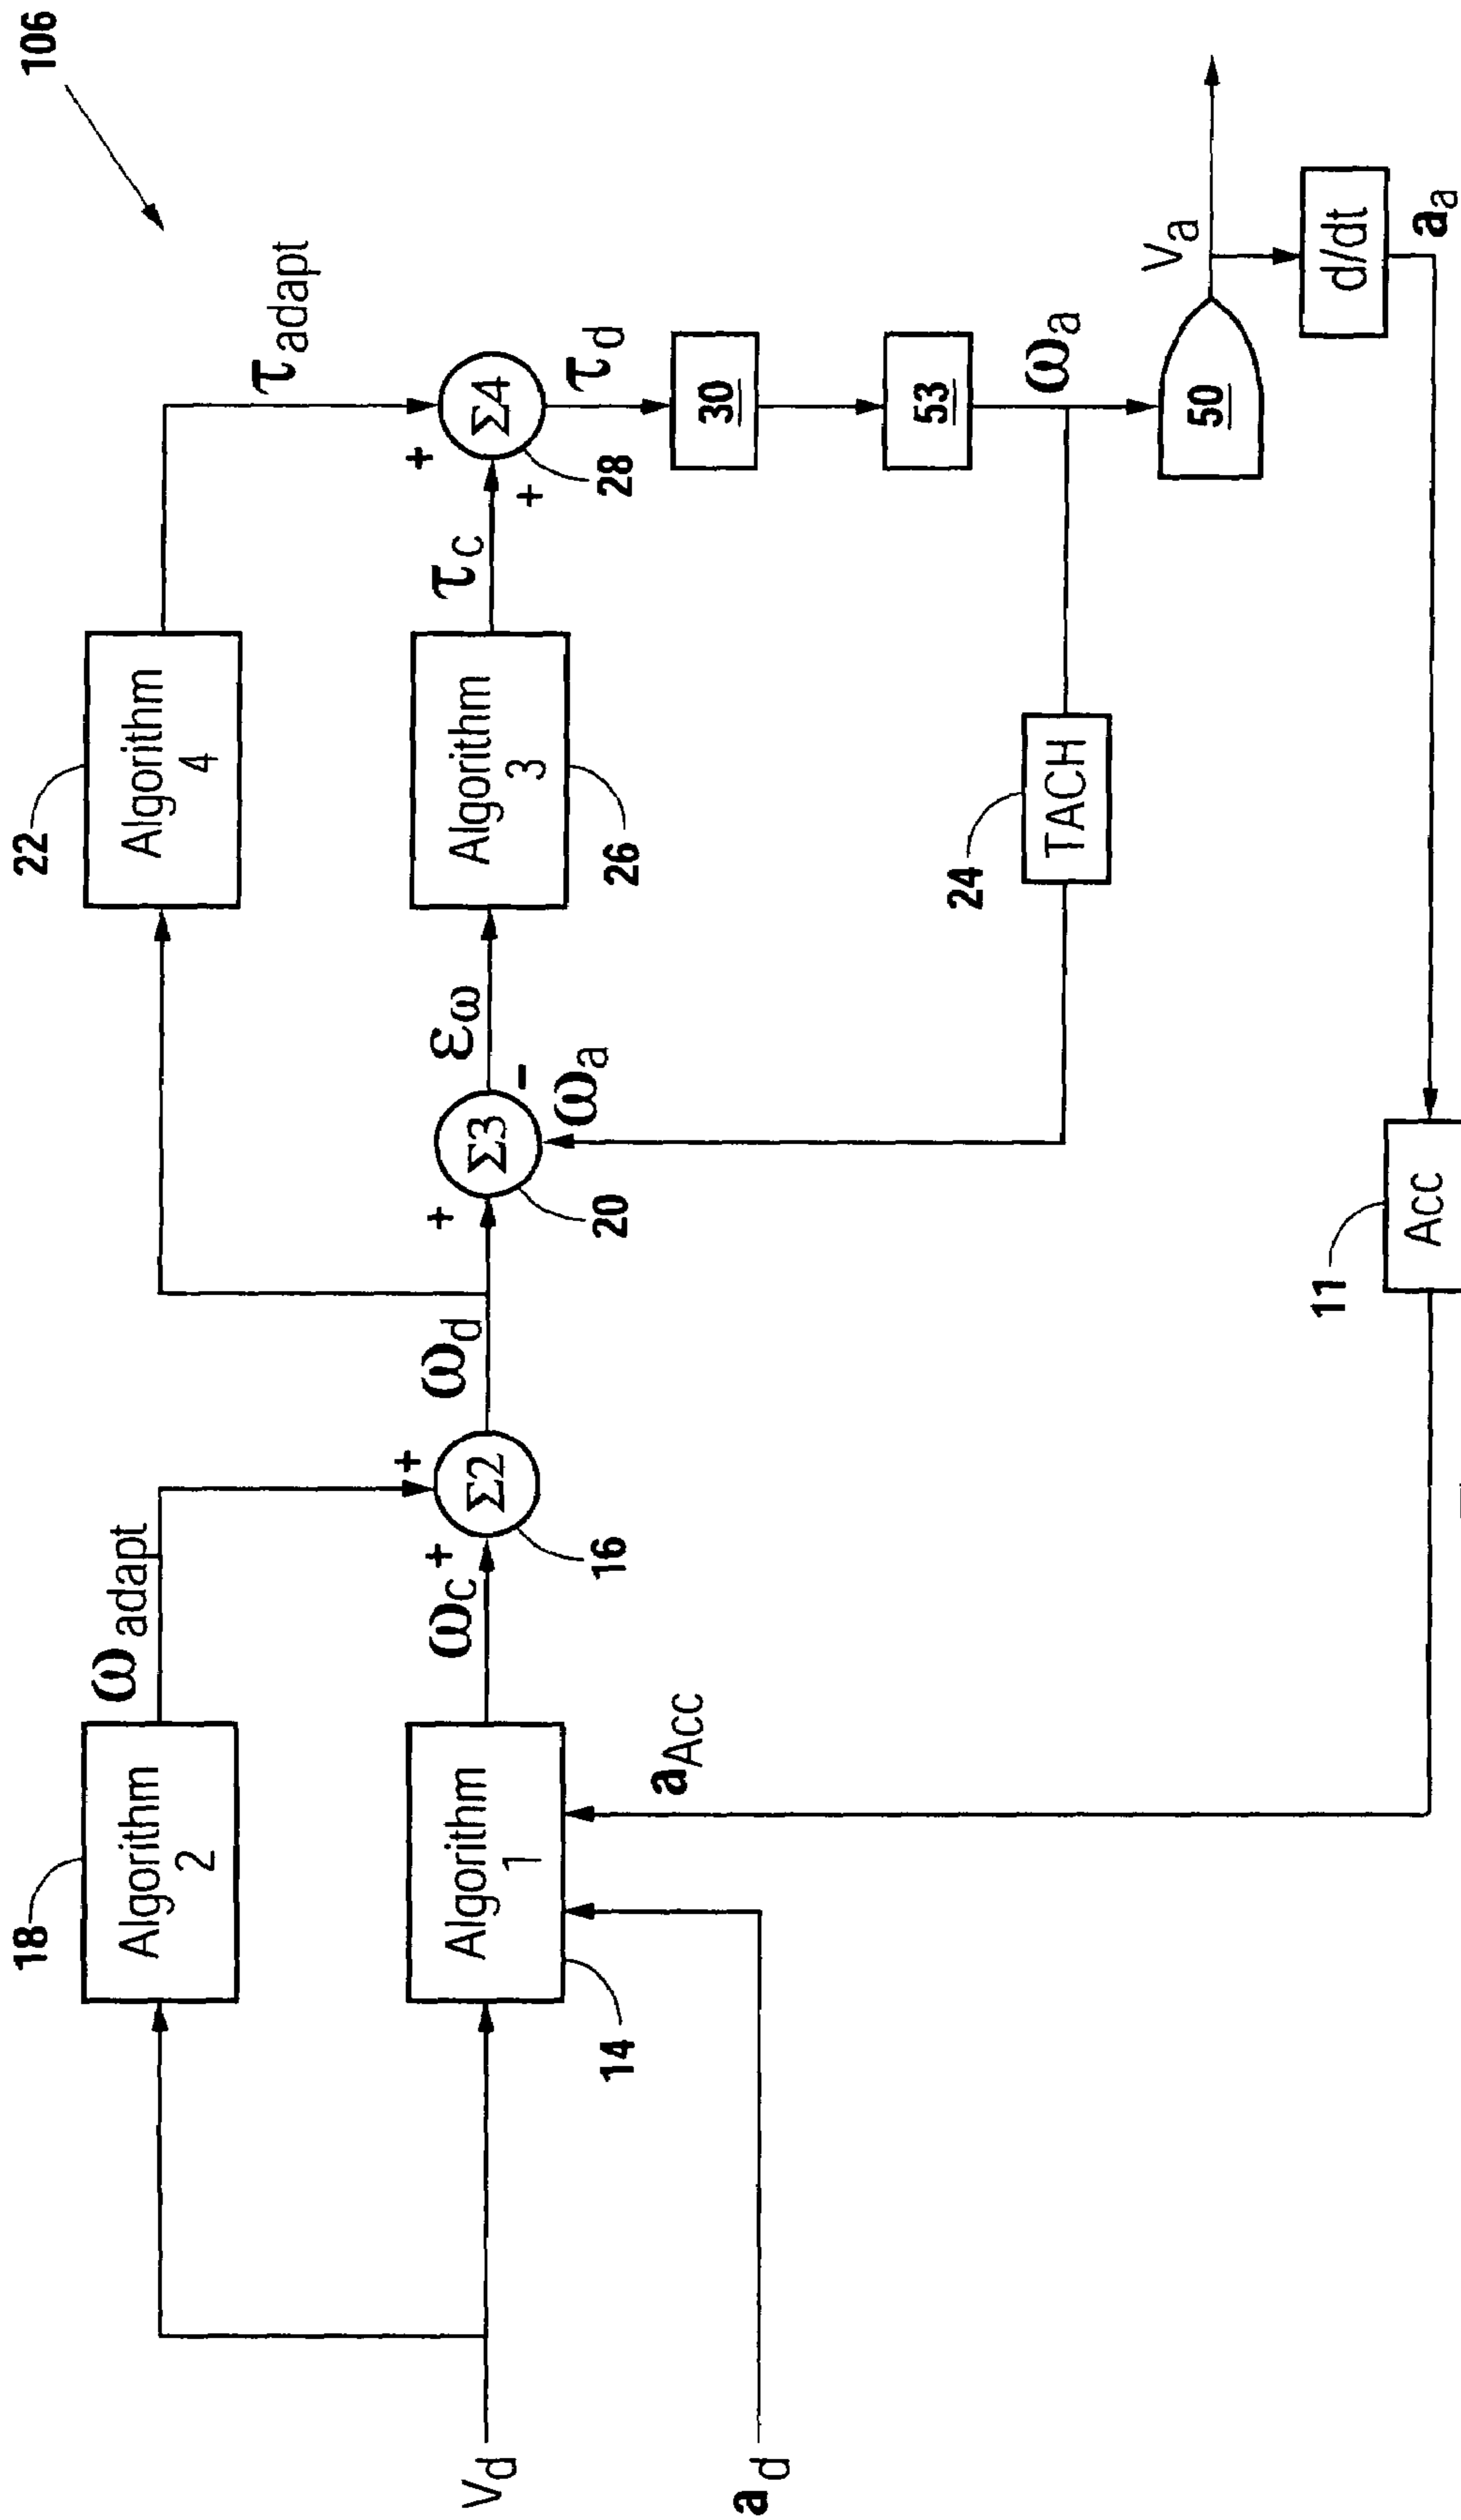 106
22
Algorithm 4
τadapt
18
Algorithm 2
ωadapt
Vd
Algorithm 1
14
ωc
+
+
Σ2
16
ωd
+
Σ3
20
-
ωa
εω
Algorithm 3
26
τc
+
+
Σ4
28
τd
30
53
ωa
50
Va
d/dt
aa
24
TACH
ad
aAcc
11
Acc